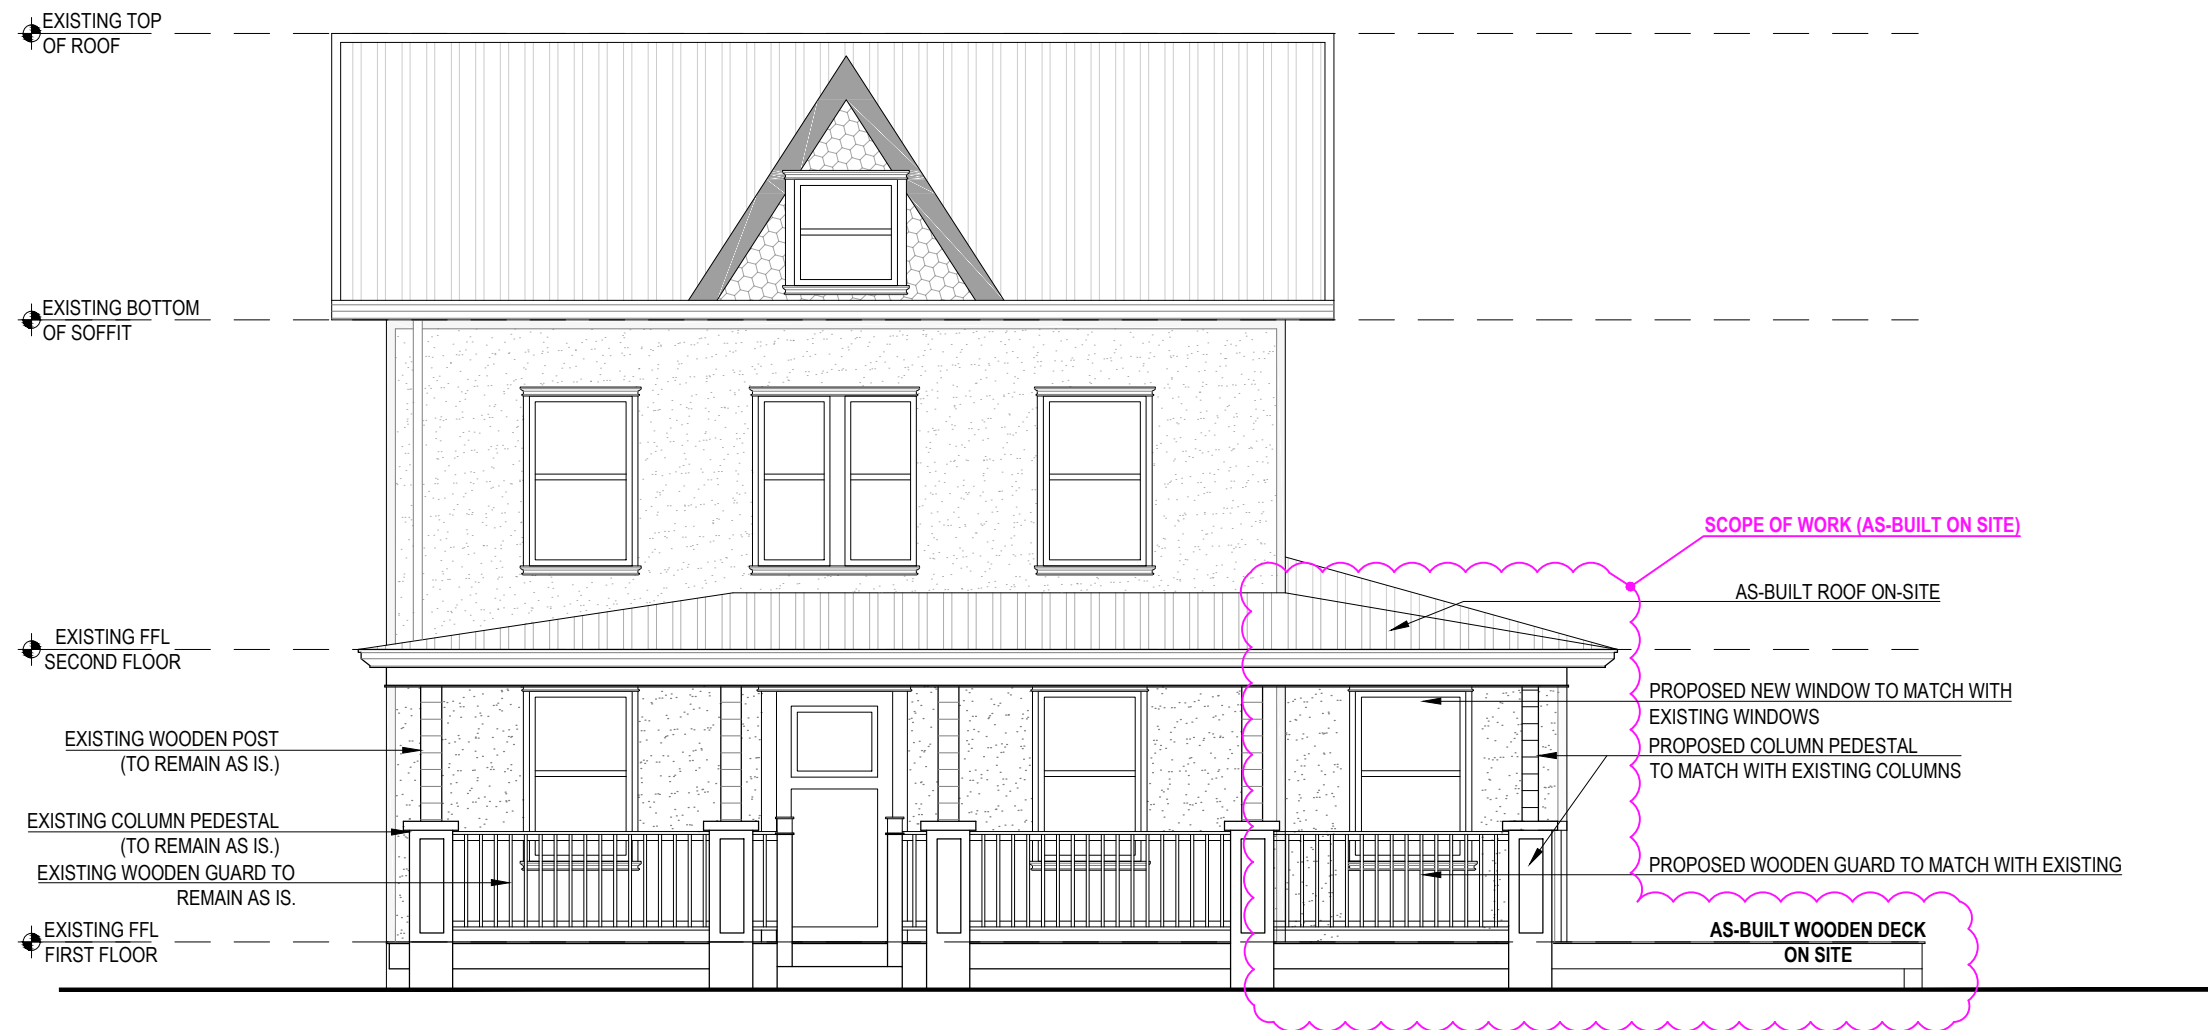 EXISTING TOP
OF ROOF
EXISTING BOTTOM
OF SOFFIT
SCOPE OF WORK (AS-BUILT ON SITE)
AS-BUILT ROOF ON-SITE
EXISTING FFL
SECOND FLOOR
PROPOSED NEW WINDOW TO MATCH WITH
EXISTING WINDOWS
EXISTING WOODEN POST
(TO REMAIN AS IS.)
PROPOSED COLUMN PEDESTAL
TO MATCH WITH EXISTING COLUMNS
EXISTING COLUMN PEDESTAL
(TO REMAIN AS IS.)
EXISTING WOODEN GUARD TO
REMAIN AS IS.
PROPOSED WOODEN GUARD TO MATCH WITH EXISTING
EXISTING FFL
FIRST FLOOR
AS-BUILT WOODEN DECK
ON SITE